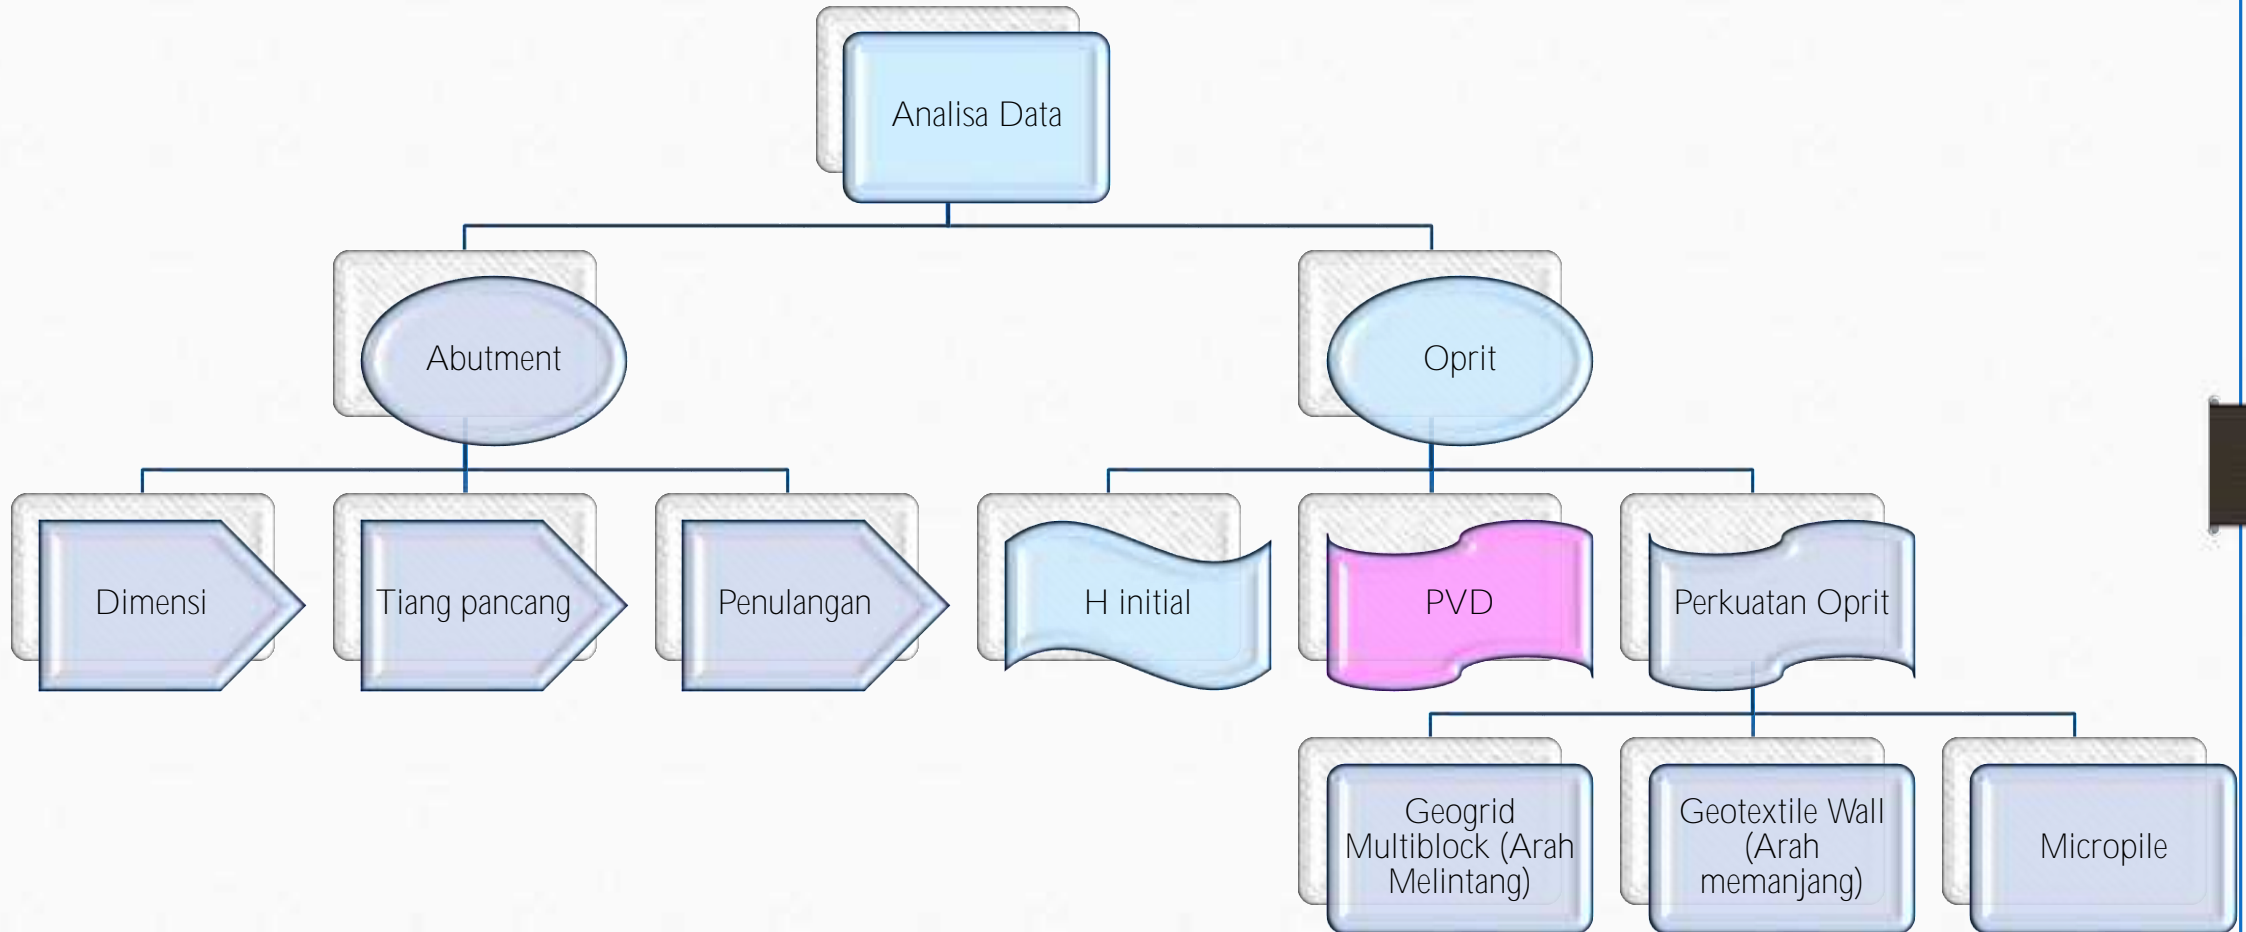 Analisa Data
Abutment
Oprit
Dimensi
Tiang pancang
Penulangan
H initial
PVD
Perkuatan Oprit
Geogrid
Multiblock (Arah
Melintang)
Geotextile Wall
(Arah
memanjang)
Micropile